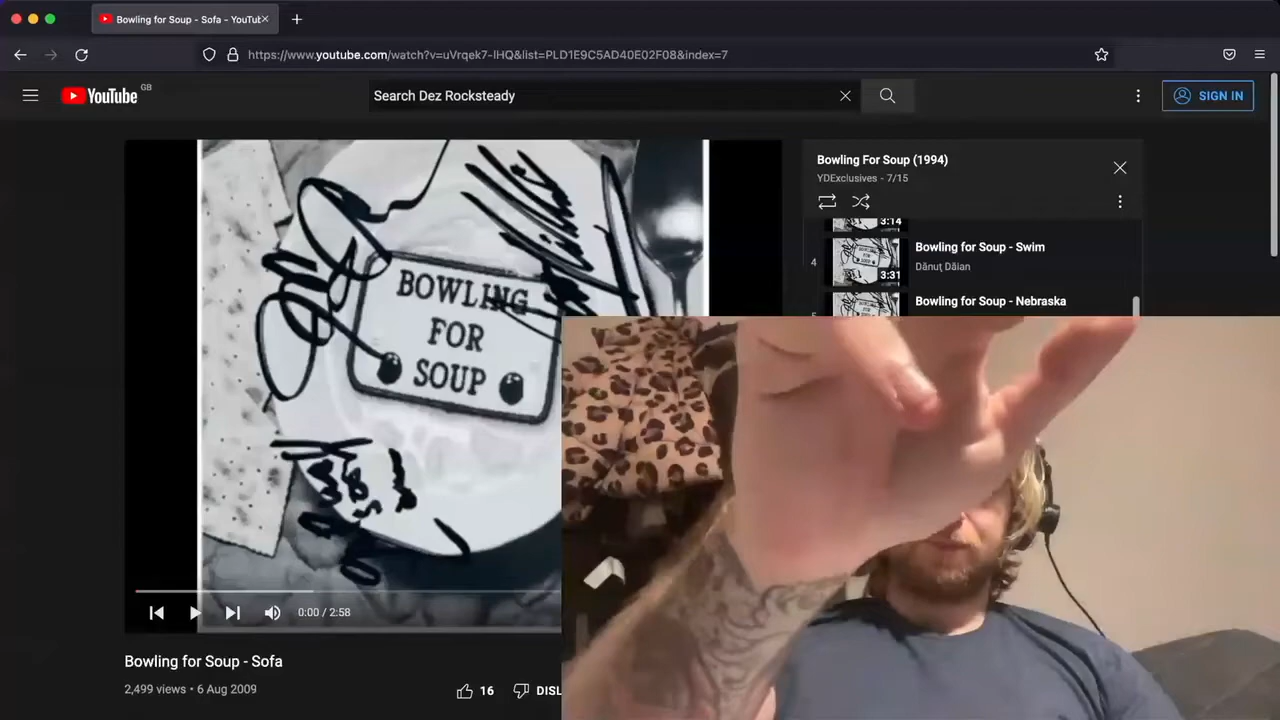 Bowling for Soup - Sofa - YouTub
https://www.youtube.com/watch?v=uVrqek7-IHQ&list=PLD1E9C5AD40E02F08&index=7
YouTube GB
Search Dez Rocksteady
SIGN IN
BOWLING
FOR
SOUP
0:00 / 2:58
Bowling for Soup - Sofa
2,499 views • 6 Aug 2009
16
DISL
Bowling For Soup (1994)
YDExclusives - 7/15
3:14
4
3:31
Bowling for Soup - Swim
Dănuț Dăian
Bowling for Soup - Nebraska